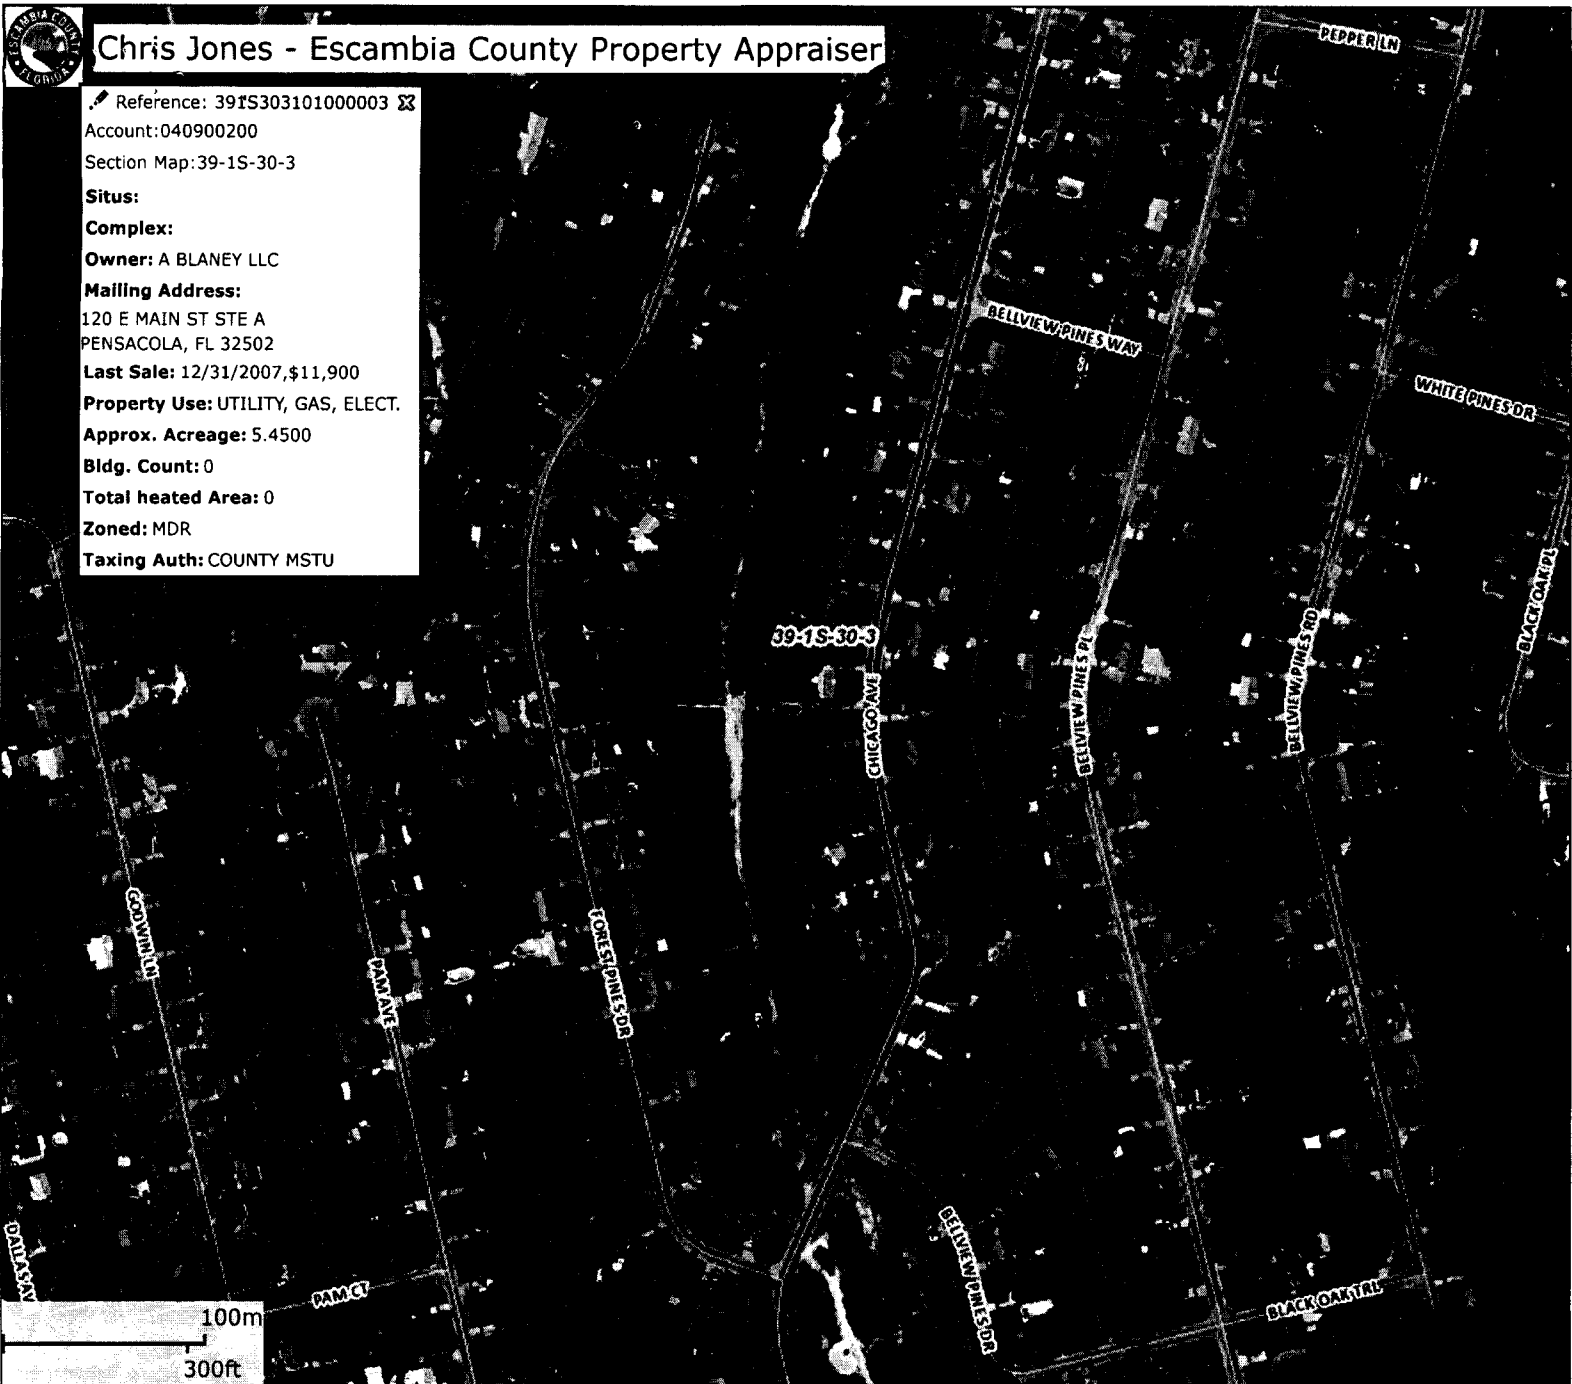 ESCAMBIA COUNTY
FLORIDA
Chris Jones - Escambia County Property Appraiser
Reference: 391S303101000003
Account:040900200
Section Map:39-1S-30-3
Situs:
Complex:
Owner: A BLANEY LLC
Mailing Address:
120 E MAIN ST STE A
PENSACOLA, FL 32502
Last Sale: 12/31/2007,$11,900
Property Use: UTILITY, GAS, ELECT.
Approx. Acreage: 5.4500
Bldg. Count: 0
Total heated Area: 0
Zoned: MDR
Taxing Auth: COUNTY MSTU
PEPPER LN
BELLVIEW PINES WAY
WHITE PINES DR
BLACK OAK PL
39-1S-30-3
CHICAGO AVE
BELLVIEW PINES PL
BELLVIEW PINES RD
GODWIN LN
PAM AVE
FOREST PINES DR
DALLAS AV
PAM CT
BELLVIEW PINES DR
BLACK OAK TRL
100m
300ft